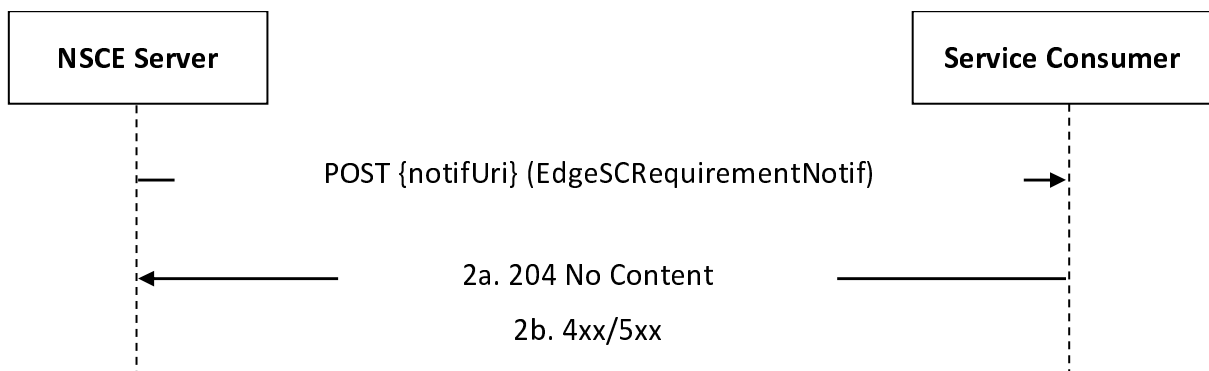 NSCE Server
Service Consumer
POST {notifUri} (EdgeSCRequirementNotif)
2a. 204 No Content
2b. 4xx/5xx